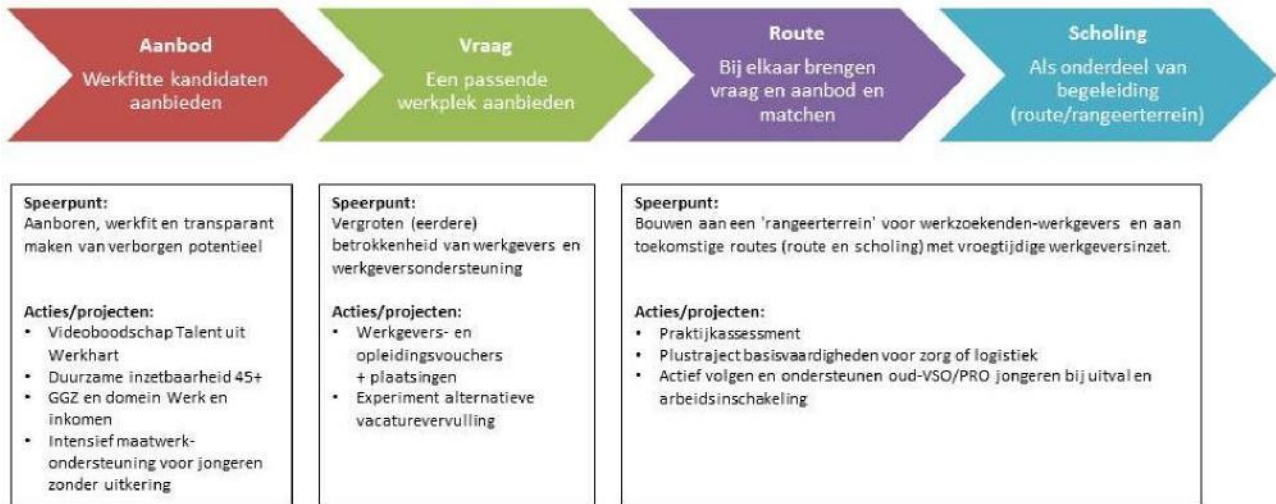 Aanbod
Werkfitte kandidaten
aanbieden
Vraag
Een passende
werkplek aanbieden
Route
Bij elkaar brengen
vraag en aanbod en
matchen
Scholing
Als onderdeel van
begeleiding
(route/rangeerterrein)
Speerpunt:
Aanboren, werkfit en transparant
maken van verborgen potentieel
Acties/projecten:
• Videoboodschap Talent uit
Werkhart
• Duurzame inzetbaarheid 45+
• GGZ en domein Werk en
inkomen
• Intensief maatwerk-
ondersteuning voor jongeren
zonder uitkering
Speerpunt:
Vergroten (eerdere)
betrokkenheid van werkgevers en
werkgeversondersteuning
Acties/projecten:
• Werkgevers- en
opleidingsvouchers
+ plaatsingen
• Experiment alternatieve
vacaturevervulling
Speerpunt:
Bouwen aan een 'rangeerterrein' voor werkzoekenden-werkgevers en aan
toekomstige routes (route en scholing) met vroegtijdige werkgeversinzet.
Acties/projecten:
• Praktijkassessment
• Plustraject basisvaardigheden voor zorg of logistiek
• Actief volgen en ondersteunen oud-VSO/PRO jongeren bij uitval en
arbeidsinschakeling